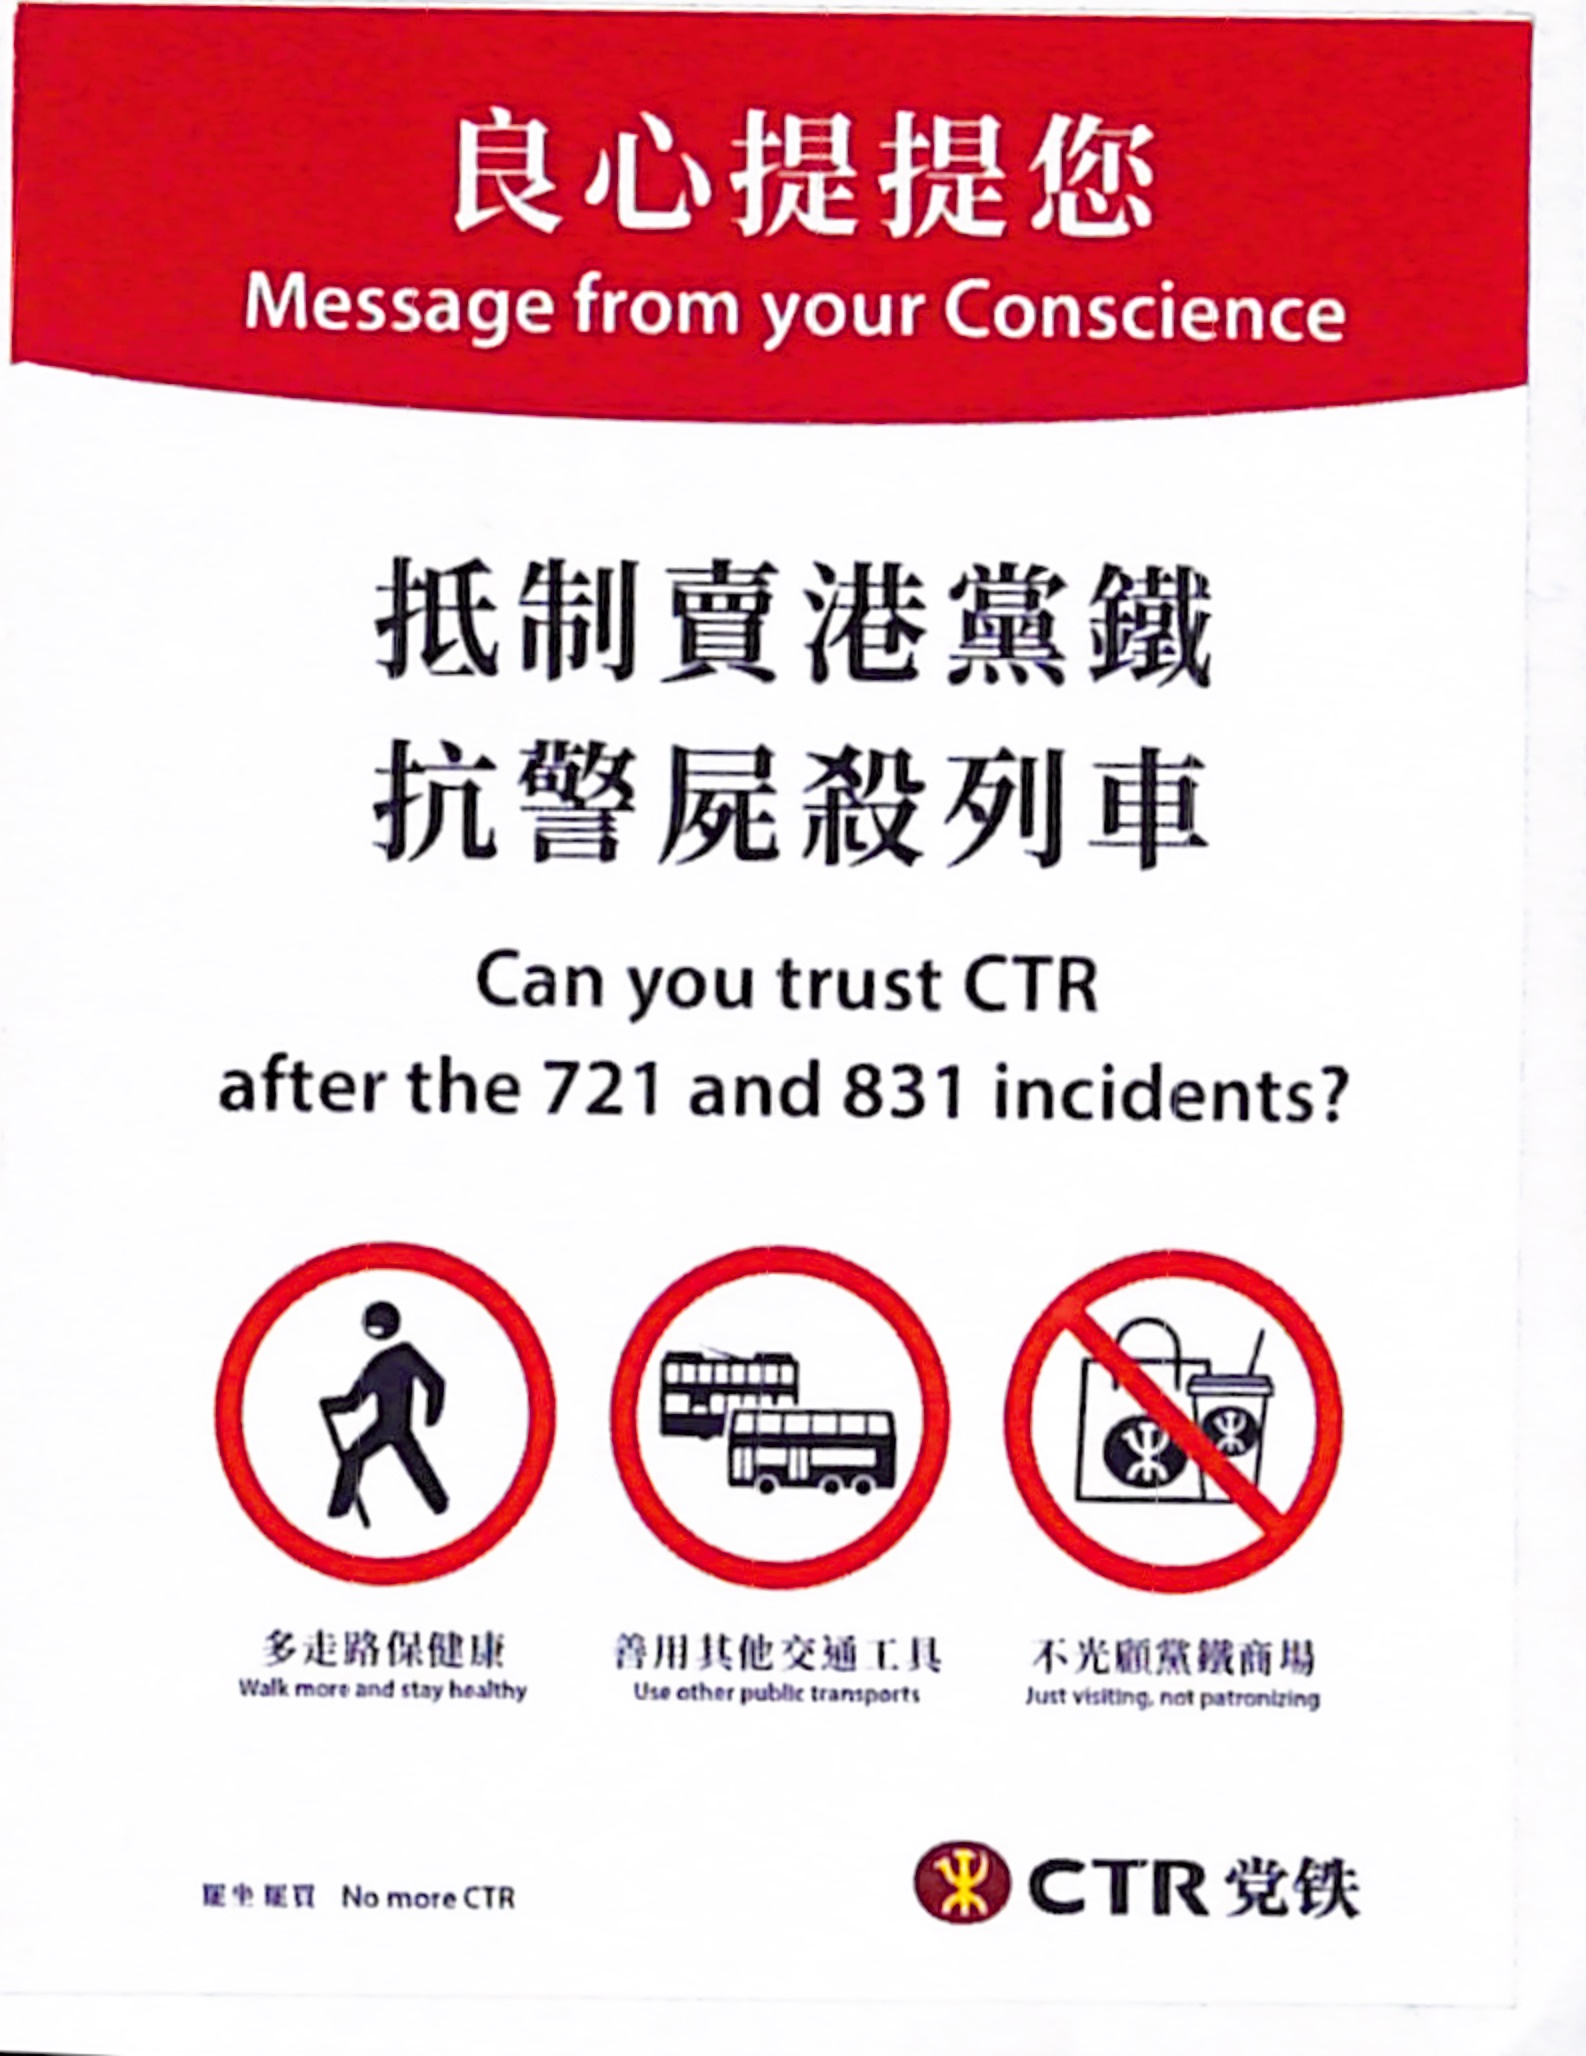 良心提提您
Message from your Conscience
抵制賣港黨鐵
抗警屍殺列車
Can you trust CTR
after the 721 and 831 incidents?
多走路保健康
Walk more and stay healthy
善用其他交通工具
Use other public transports
不光顧黨鐵商場
Just visiting, not patronizing
罷坐罷買 No more CTR
CTR 党铁